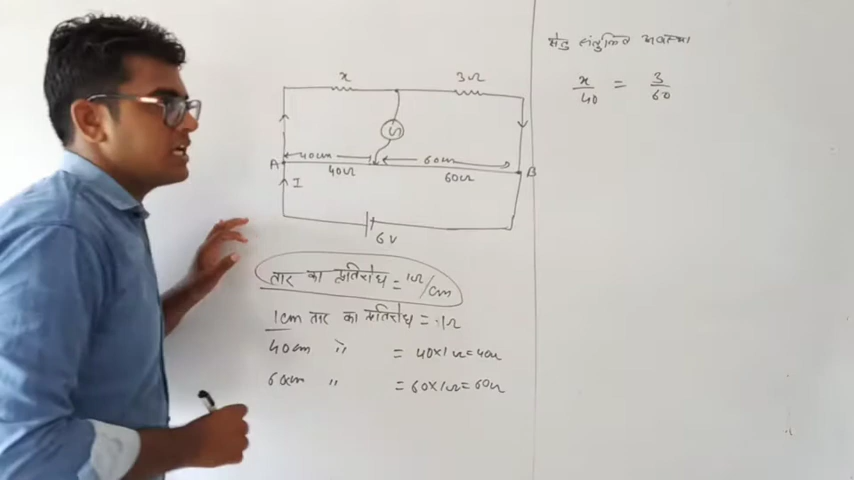 x 3Ω
G
A 40cm 60cm B
40Ω 60Ω
I
6V
तार का प्रतिरोध = 1Ω/cm
1cm तार का प्रतिरोध = 1Ω
40cm " = 40×1Ω=40Ω
60cm " = 60×1Ω=60Ω
सेतु संतुलित अवस्था
x/40 = 3/60